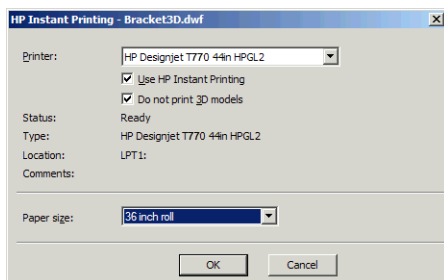 HP Instant Printing - Bracket3D.dwf
Printer: HP Designjet T770 44in HPGL2
Use HP Instant Printing
Do not print 3D models
Status: Ready
Type: HP Designjet T770 44in HPGL2
Location: LPT1:
Comments:
Paper size: 36 inch roll
OK Cancel